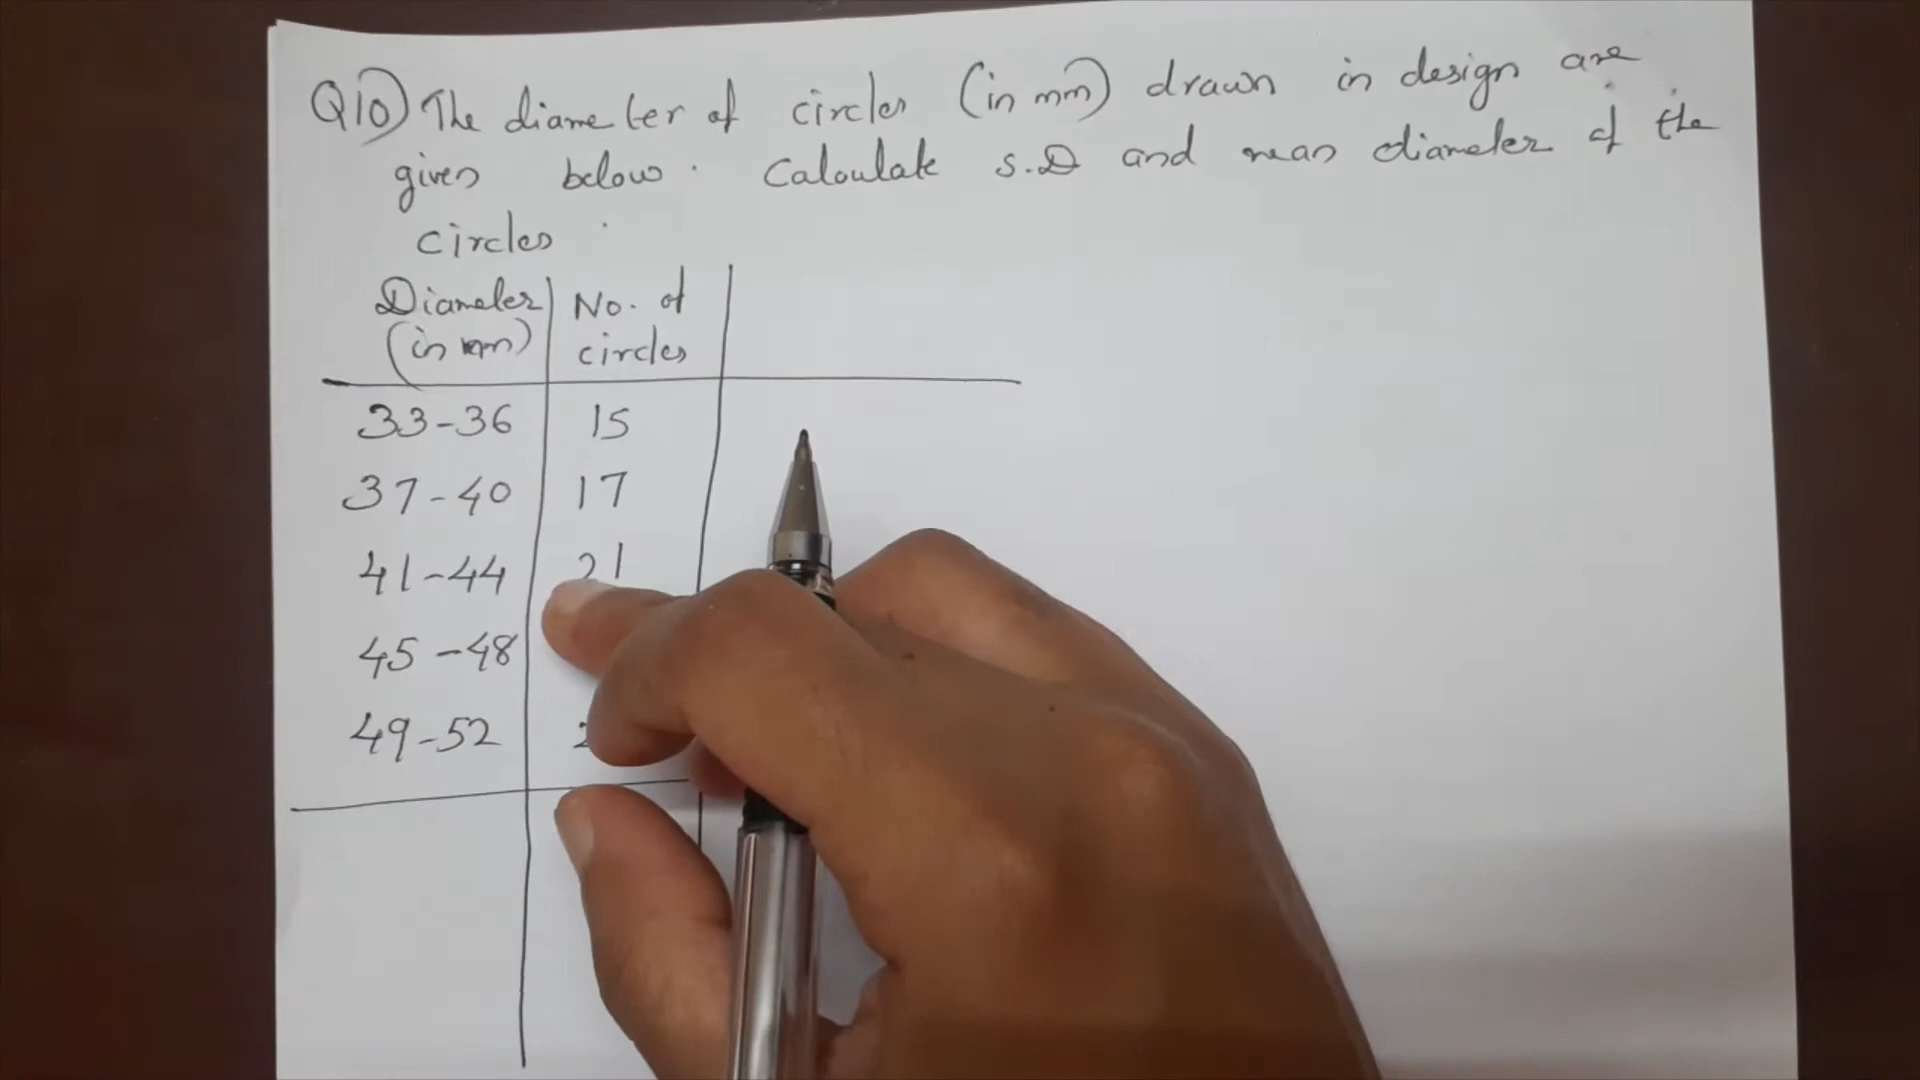 Q10) The diameter of circles (in mm) drawn in design are
given below. Calculate S.D and mean diameter of the
circles.
Diameter (in mm) No. of circles
33-36 15
37-40 17
41-44 21
45-48
49-52